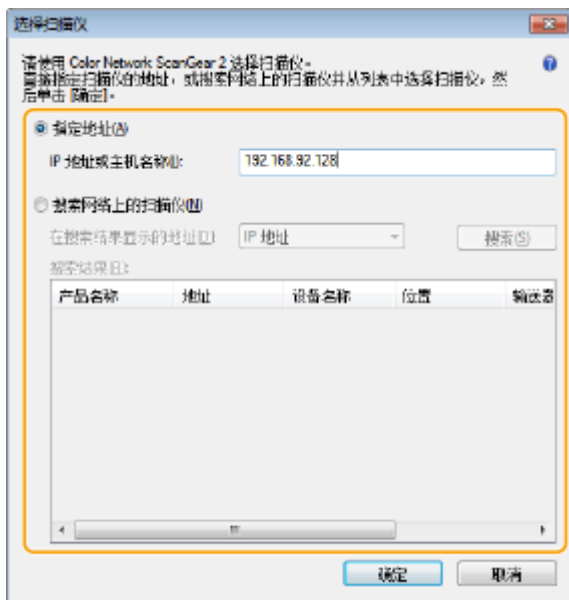 选择扫描仪
请使用 Color Network ScanGear 2 选择扫描仪。
直接指定扫描仪的地址，或搜索网络上的扫描仪并从列表中选择扫描仪，然
后单击 [确定]。
指定地址(A)
IP 地址或主机名称(I): 192.168.92.128
搜索网络上的扫描仪(N)
在搜索结果显示的地址(D) IP 地址 搜索(S)
搜索结果(E):
产品名称 地址 设备名称 位置 输送器
确定 取消